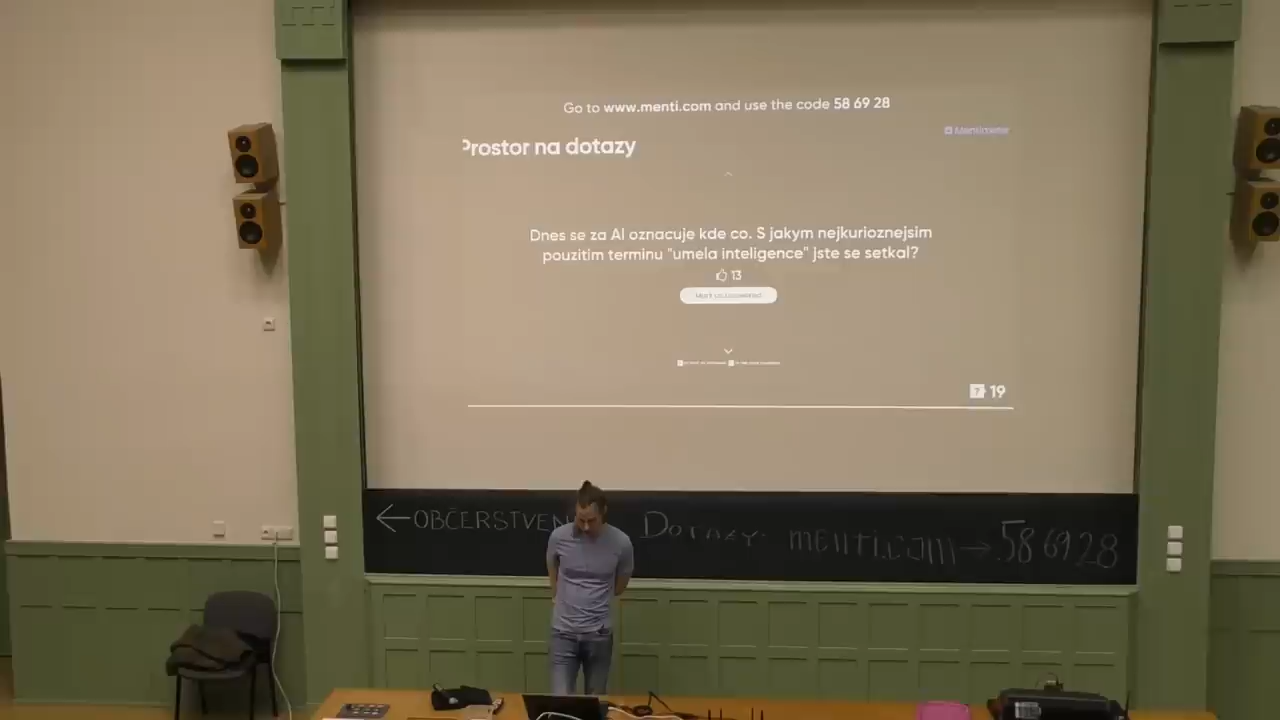 Go to www.menti.com and use the code 58 69 28
Mentimeter
Prostor na dotazy
Dnes se za AI oznacuje kde co. S jakym nejkurioznejsim
pouzitim terminu "umela inteligence" jste se setkal?
13
? 19
← OBČERSTVEN
Dotazy: menti.com → 58 69 28